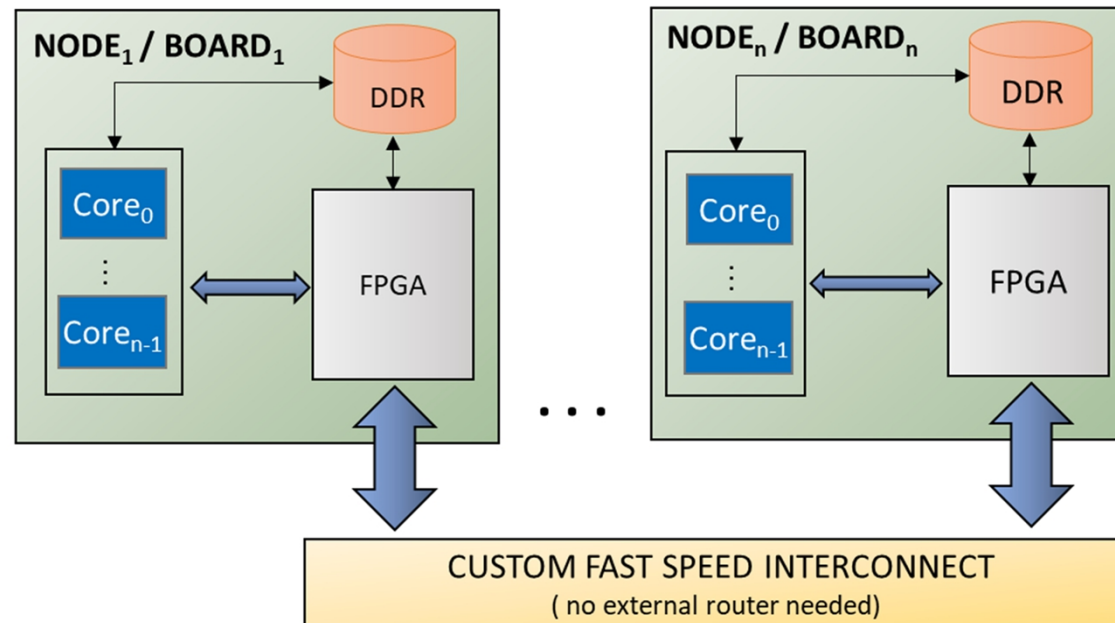 NODE₁ / BOARD₁
DDR
Core₀
⋮
Coreₙ₋₁
FPGA
. . .
NODEₙ / BOARDₙ
DDR
Core₀
⋮
Coreₙ₋₁
FPGA
CUSTOM FAST SPEED INTERCONNECT
( no external router needed)